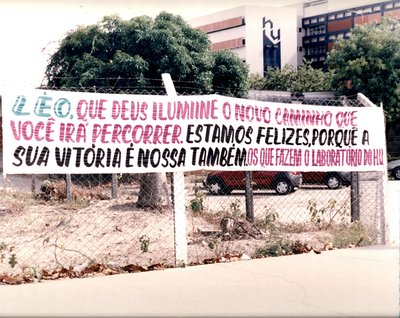 hu
LÉO, QUE DEUS ILUMINE O NOVO CAMINHO QUE
VOCÊ IRÁ PERCORRER. ESTAMOS FELIZES, PORQUE A
SUA VITÓRIA É NOSSA TAMBÉM. OS QUE FAZEM O LABORATÓRIO DO H.U.